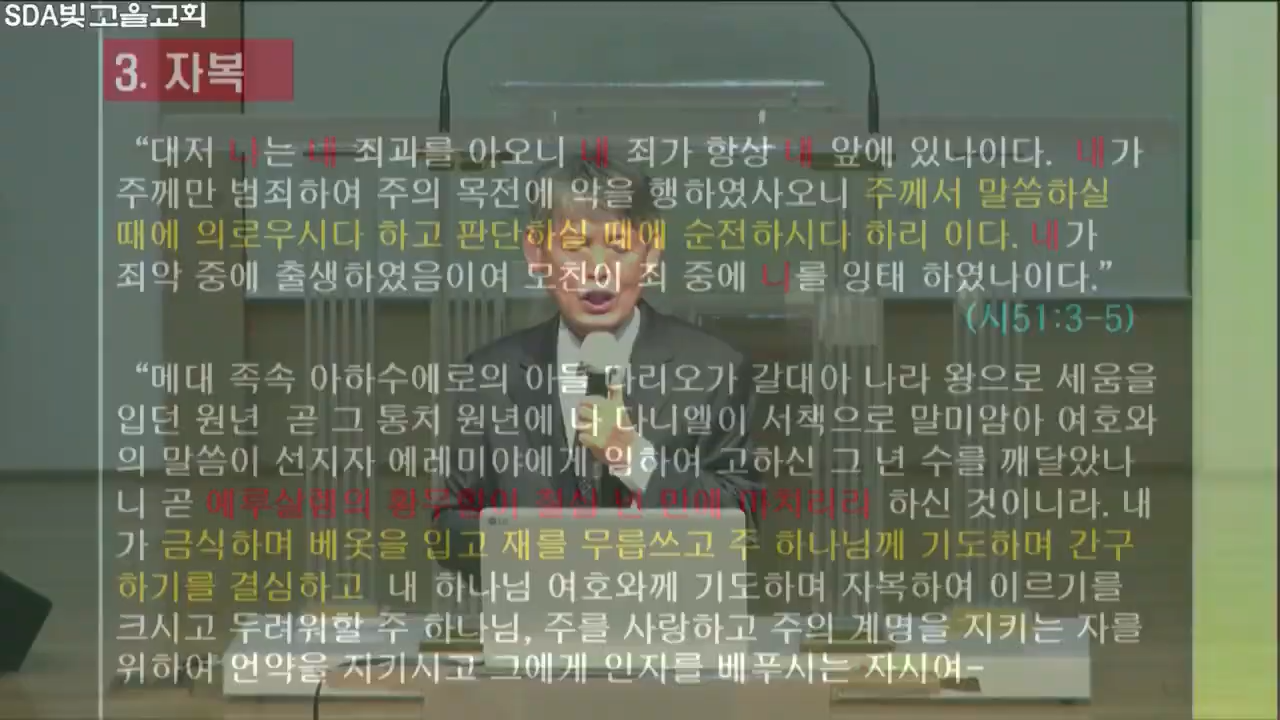 SDA빛고을교회
3. 자복
“대저 나는 내 죄과를 아오니 내 죄가 항상 내 앞에 있나이다. 내가
주께만 범죄하여 주의 목전에 악을 행하였사오니 주께서 말씀하실
때에 의로우시다 하고 판단하실 때에 순전하시다 하리 이다. 내가
죄악 중에 출생하였음이여 모친이 죄 중에 나를 잉태 하였나이다.”
(시51:3-5)
“메대 족속 아하수에로의 아들 다리오가 갈대아 나라 왕으로 세움을
입던 원년 곧 그 통치 원년에 나 다니엘이 서책으로 말미암아 여호와
의 말씀이 선지자 예레미야에게 임하여 고하신 그 년 수를 깨달았나
니 곧 예루살렘의 황무함이 칠십 년 만에 마치리라 하신 것이니라. 내
가 금식하며 베옷을 입고 재를 무릅쓰고 주 하나님께 기도하며 간구
하기를 결심하고 내 하나님 여호와께 기도하며 자복하여 이르기를
크시고 두려워할 주 하나님, 주를 사랑하고 주의 계명을 지키는 자를
위하여 언약을 지키시고 그에게 인자를 베푸시는 자시여-